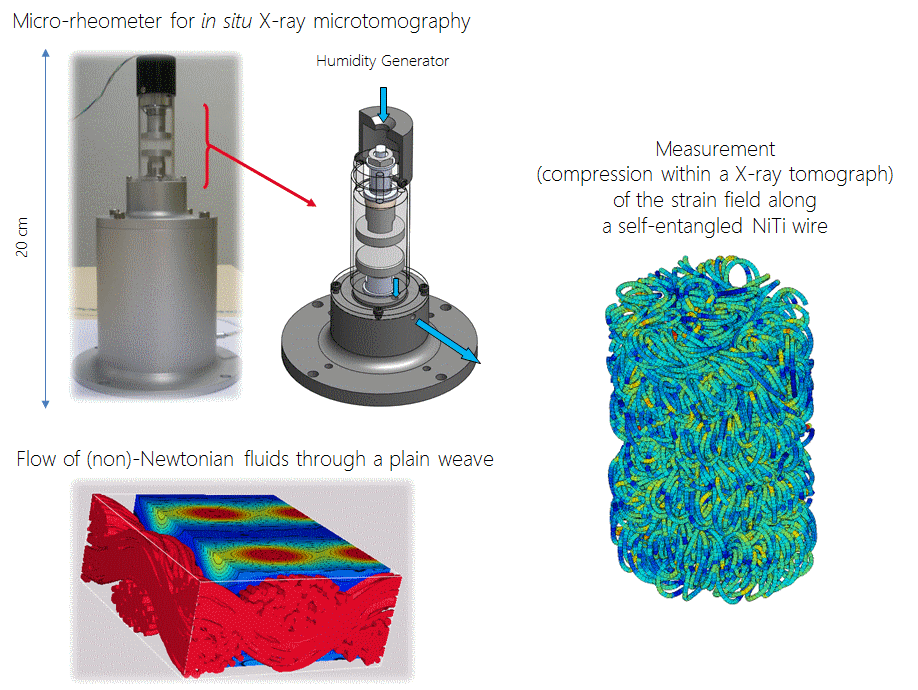 Micro-rheometer for in situ X-ray microtomography
Humidity Generator
20 cm
Measurement
(compression within a X-ray tomograph)
of the strain field along
a self-entangled NiTi wire
Flow of (non)-Newtonian fluids through a plain weave